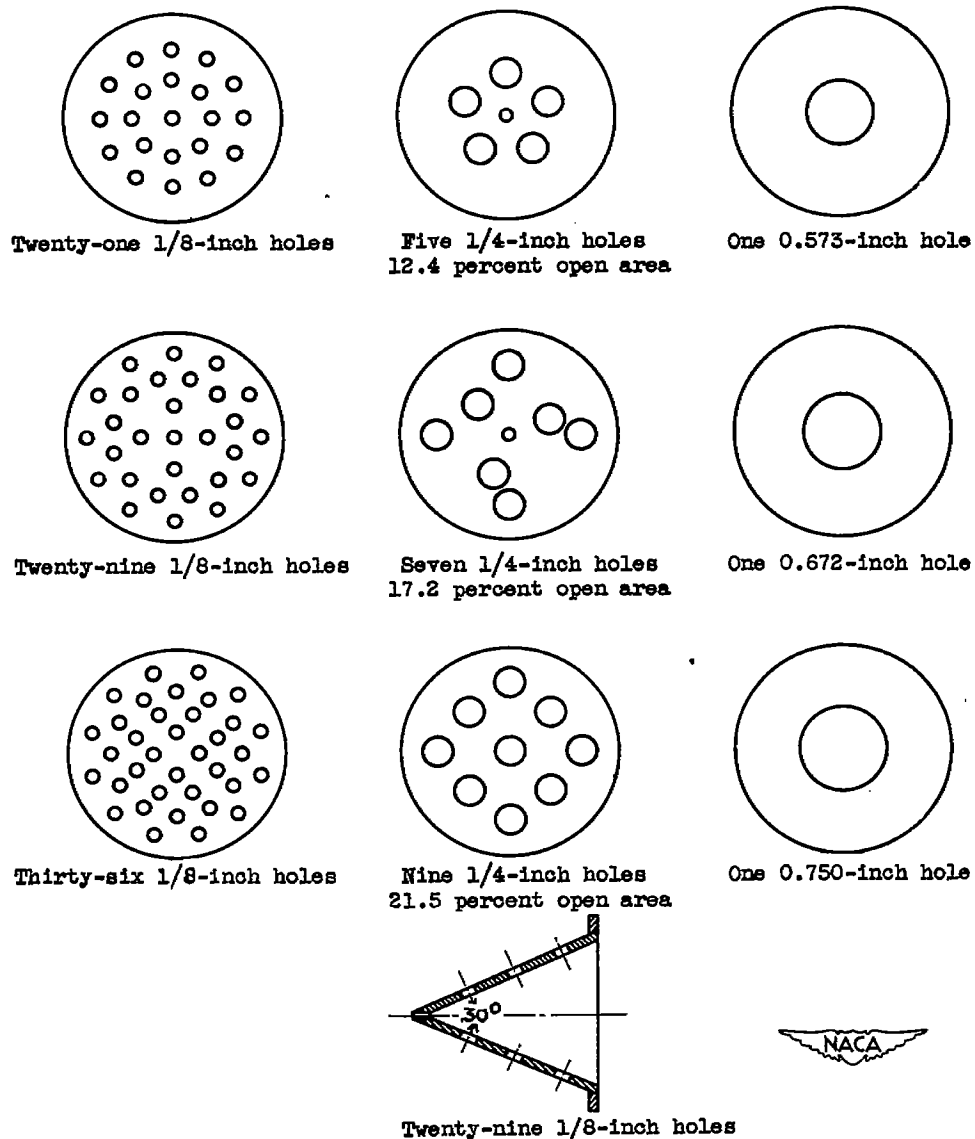 Twenty-one 1/8-inch holes
Five 1/4-inch holes
12.4 percent open area
One 0.573-inch hole
Twenty-nine 1/8-inch holes
Seven 1/4-inch holes
17.2 percent open area
One 0.672-inch hole
Thirty-six 1/8-inch holes
Nine 1/4-inch holes
21.5 percent open area
One 0.750-inch hole
30°
NACA
Twenty-nine 1/8-inch holes